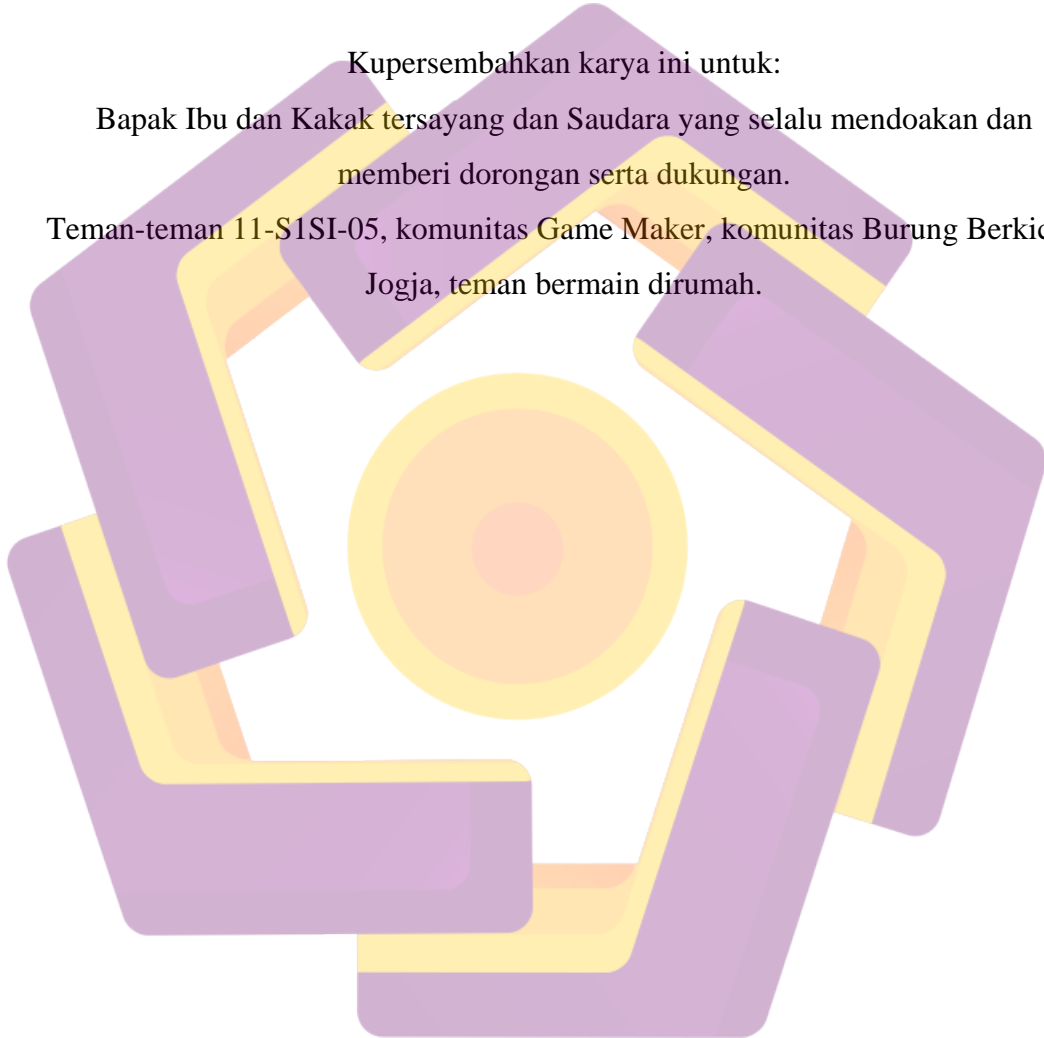 Kupersembahkan karya ini untuk:
Bapak Ibu dan Kakak tersayang dan Saudara yang selalu mendoakan dan
memberi dorongan serta dukungan.
Teman-teman 11-S1SI-05, komunitas Game Maker, komunitas Burung
Jogja, teman bermain dirumah.